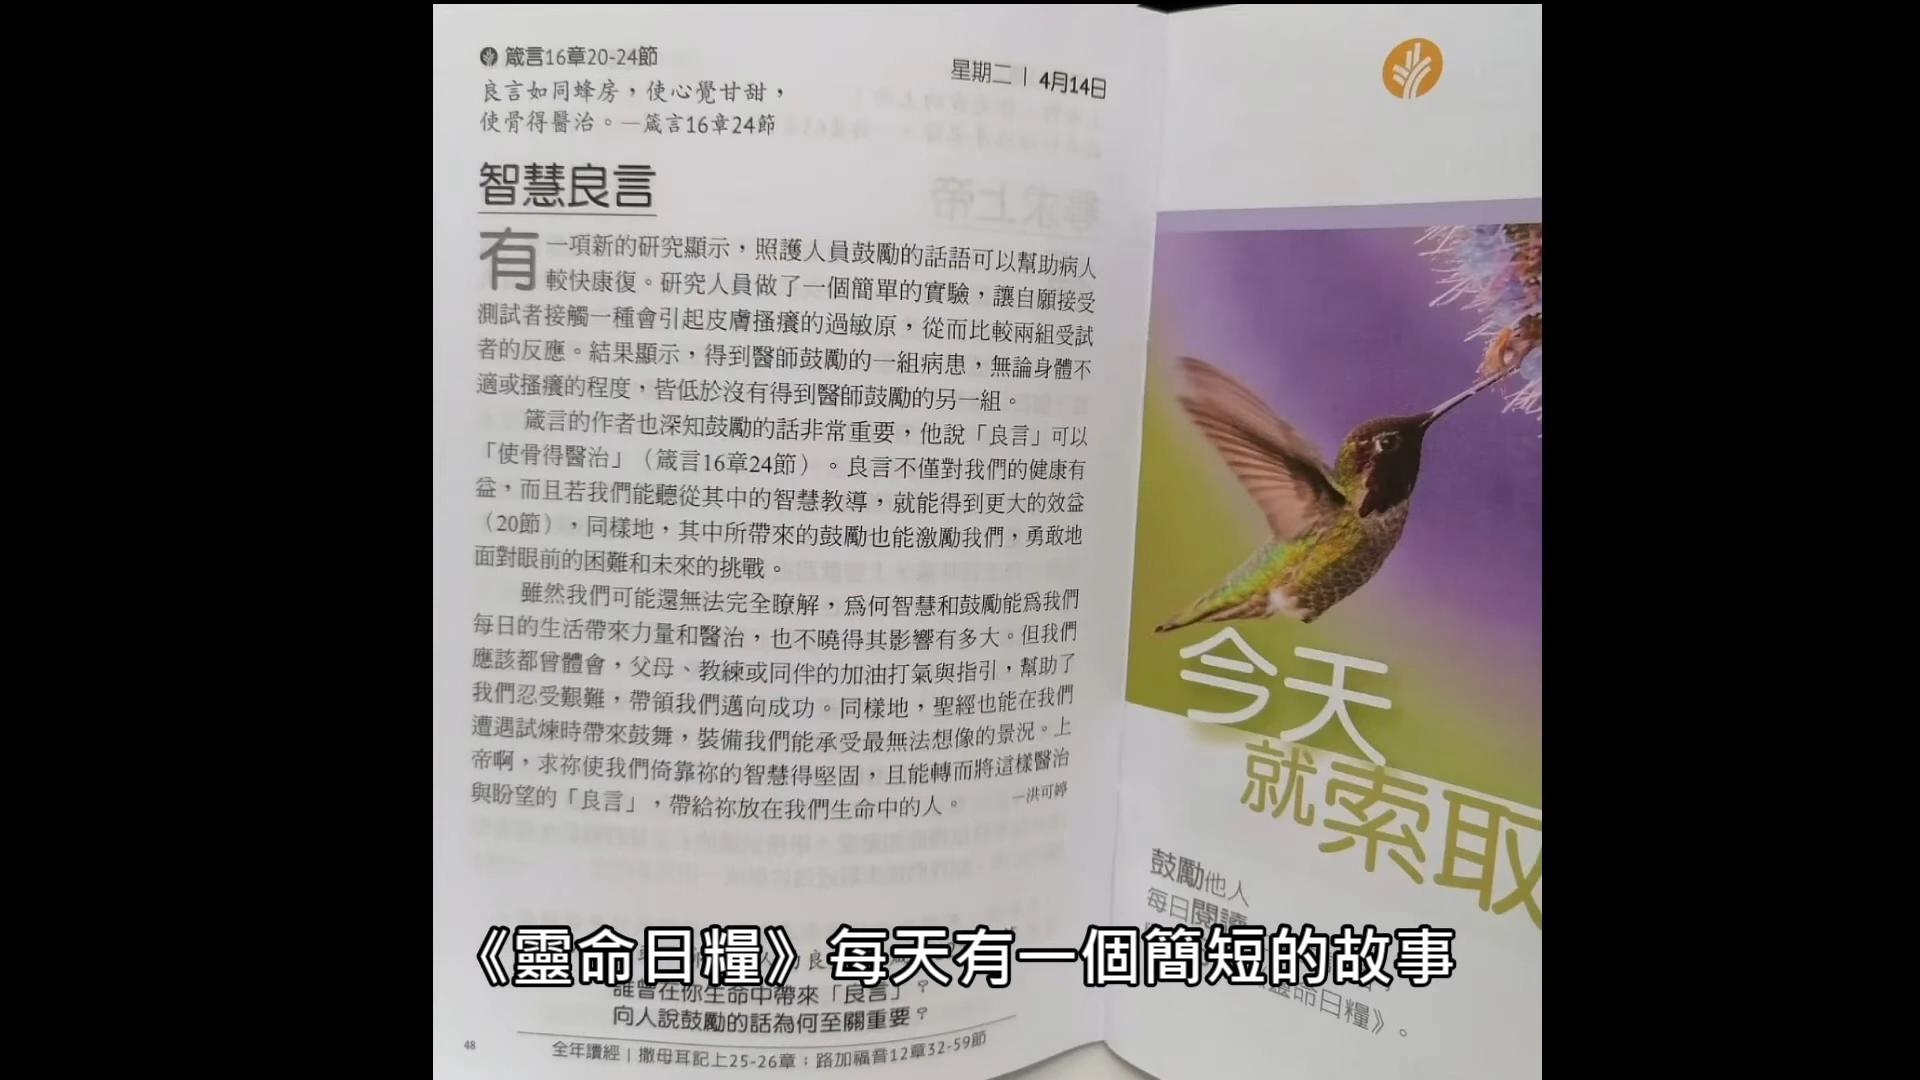 箴言16章20-24節
星期二 | 4月14日
良言如同蜂房，使心覺甘甜，
使骨得醫治。—箴言16章24節
智慧良言
有一項新的研究顯示，照護人員鼓勵的話語可以幫助病人
較快康復。研究人員做了一個簡單的實驗，讓自願接受
測試者接觸一種會引起皮膚搔癢的過敏原，從而比較兩組受試
者的反應。結果顯示，得到醫師鼓勵的一組病患，無論身體不
適或搔癢的程度，皆低於沒有得到醫師鼓勵的另一組。
箴言的作者也深知鼓勵的話非常重要，他說「良言」可以
「使骨得醫治」（箴言16章24節）。良言不僅對我們的健康有
益，而且若我們能聽從其中的智慧教導，就能得到更大的效益
（20節），同樣地，其中所帶來的鼓勵也能激勵我們，勇敢地
面對眼前的困難和未來的挑戰。
雖然我們可能還無法完全瞭解，為何智慧和鼓勵能為我們
每日的生活帶來力量和醫治，也不曉得其影響有多大。但我們
應該都曾體會，父母、教練或同伴的加油打氣與指引，幫助了
我們忍受艱難，帶領我們邁向成功。同樣地，聖經也能在我們
遭遇試煉時帶來鼓舞，裝備我們能承受最無法想像的景況。上
帝啊，求祢使我們倚靠祢的智慧得堅固，且能轉而將這樣醫治
與盼望的「良言」，帶給祢放在我們生命中的人。 —洪可婷
誰曾在你生命中帶來「良言」？
向人說鼓勵的話為何至關重要？
48
全年讀經 | 撒母耳記上25-26章；路加福音12章32-59節
今天
就索取
鼓勵他人
每日閱讀
靈命日糧》。
《靈命日糧》每天有一個簡短的故事